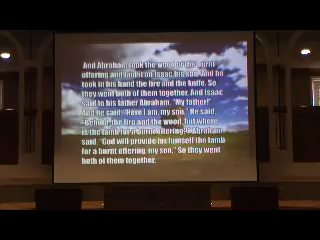 And Abraham took the wood of the burnt
offering and laid it on Isaac his son. And he
took in his hand the fire and the knife. So
they went both of them together. And Isaac
said to his father Abraham, "My father!"
And he said, "Here I am, my son." He said,
"Behold, the fire and the wood, but where
is the lamb for a burnt offering?" Abraham
said, "God will provide for himself the lamb
for a burnt offering, my son." So they went
both of them together.